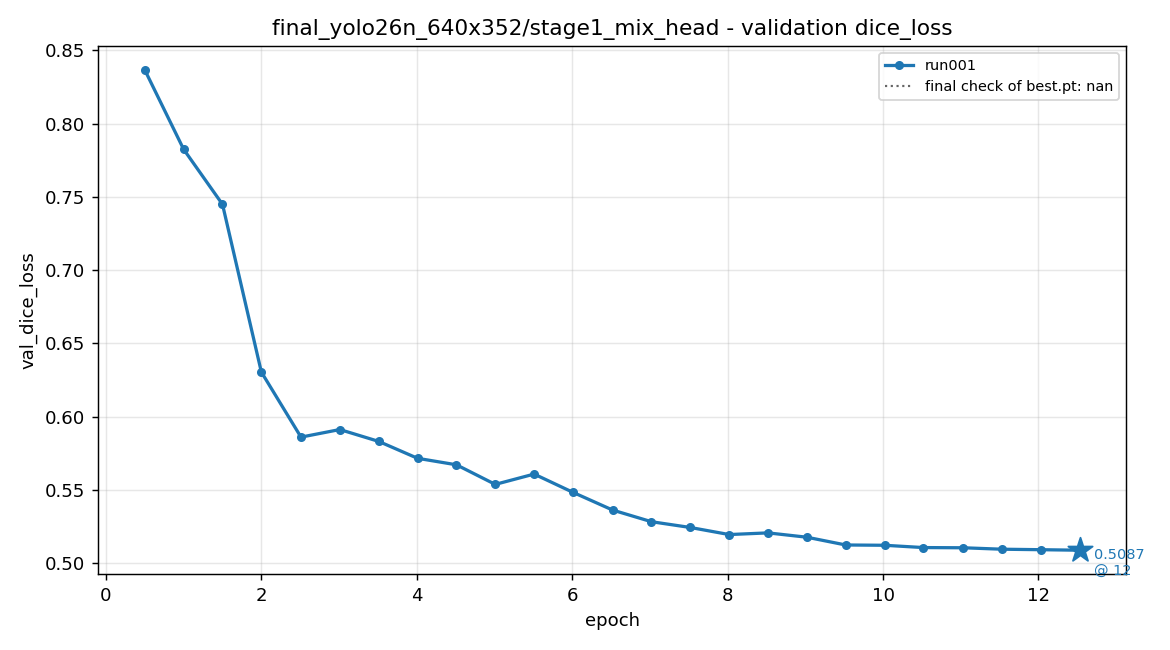 final_yolo26n_640x352/stage1_mix_head - validation dice_loss
run001
final check of best.pt: nan
val_dice_loss
0.85
0.80
0.75
0.70
0.65
0.60
0.55
0.50
0.5087
@ 12
0 2 4 6 8 10 12
epoch